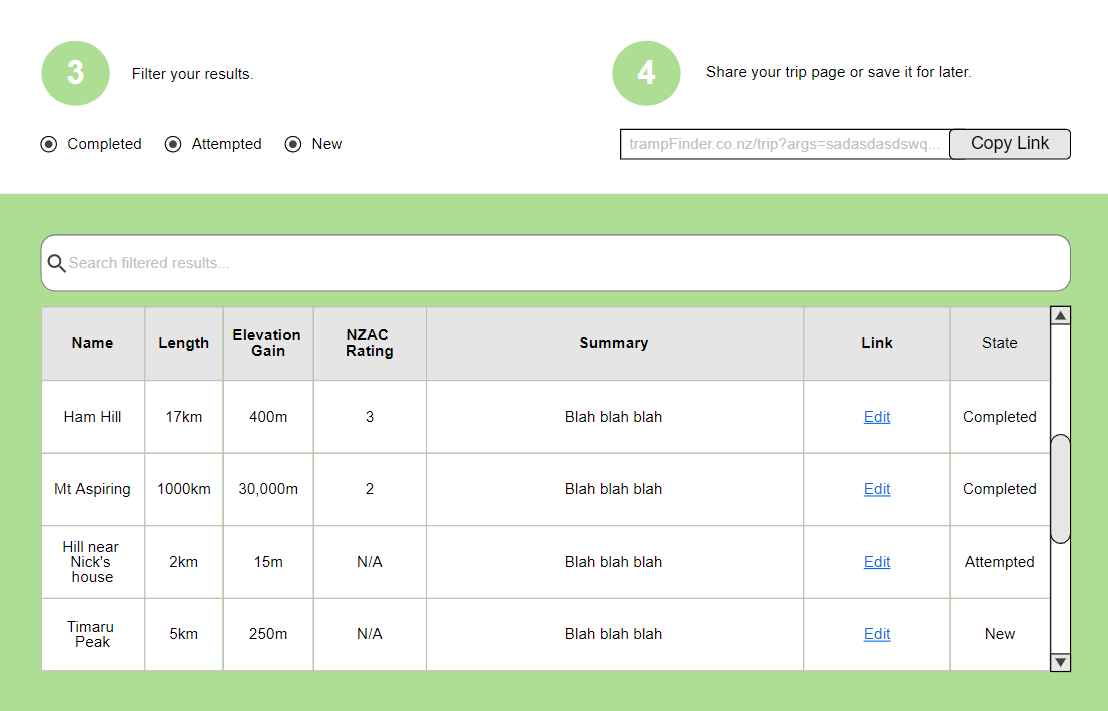 3
Filter your results.
4
Share your trip page or save it for later.
Completed
Attempted
New
trampFinder.co.nz/trip?args=sadasdasdswq...
Copy Link
Search filtered results...
Name
Length
Elevation
Gain
NZAC
Rating
Summary
Link
State
Ham Hill
17km
400m
3
Blah blah blah
Edit
Completed
Mt Aspiring
1000km
30,000m
2
Blah blah blah
Edit
Completed
Hill near
Nick's
house
2km
15m
N/A
Blah blah blah
Edit
Attempted
Timaru
Peak
5km
250m
N/A
Blah blah blah
Edit
New